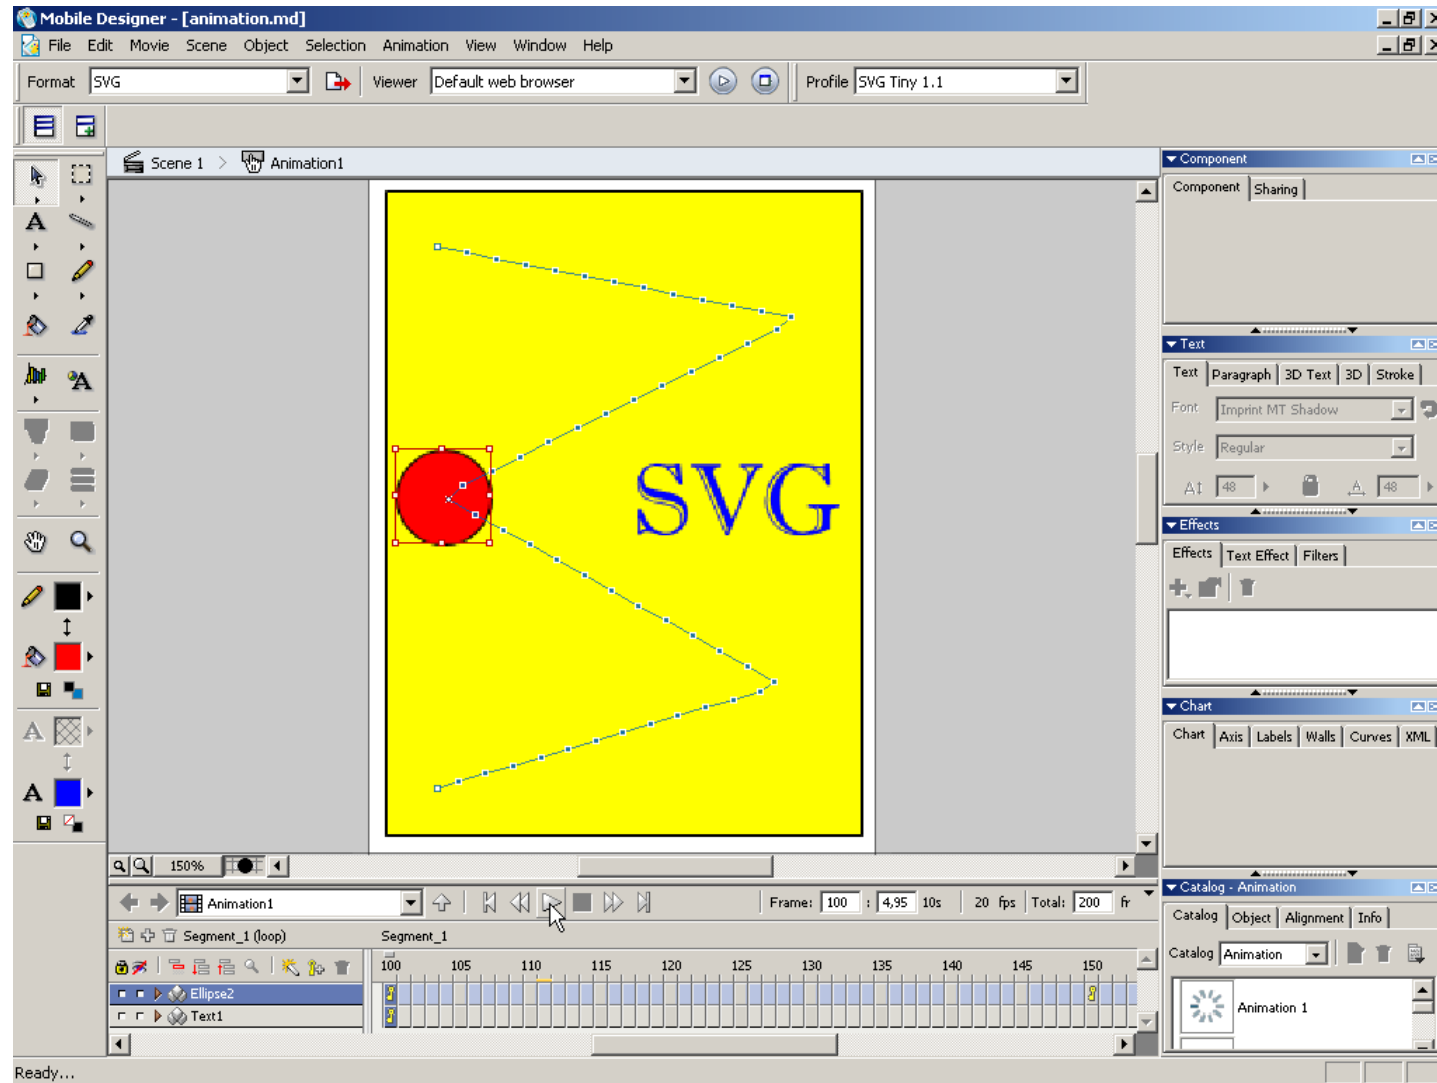 Mobile Designer - [animation.md]
File Edit Movie Scene Object Selection Animation View Window Help
Format SVG Viewer Default web browser Profile SVG Tiny 1.1
Scene 1 > Animation1
Component
Component Sharing
Text
Text Paragraph 3D Text 3D Stroke
Font Imprint MT Shadow
Style Regular
48 48
SVG
Effects
Effects Text Effect Filters
Chart
Chart Axis Labels Walls Curves XML
150%
Animation1 Frame: 100 : 4,95 10s 20 fps Total: 200 fr
Catalog - Animation
Catalog Object Alignment Info
Catalog Animation
Animation 1
Segment_1 (loop) Segment_1
100 105 110 115 120 125 130 135 140 145 150
Ellipse2
Text1
Ready...